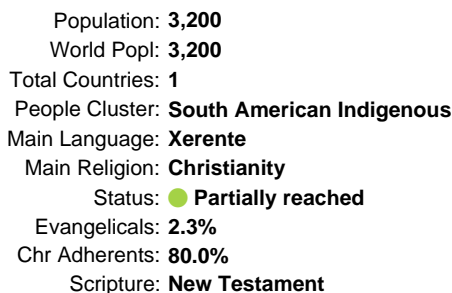 Population: 3,200
World Popl: 3,200
Total Countries: 1
People Cluster: South American Indigenous
Main Language: Xerente
Main Religion: Christianity
Status: Partially reached
Evangelicals: 2.3%
Chr Adherents: 80.0%
Scripture: New Testament